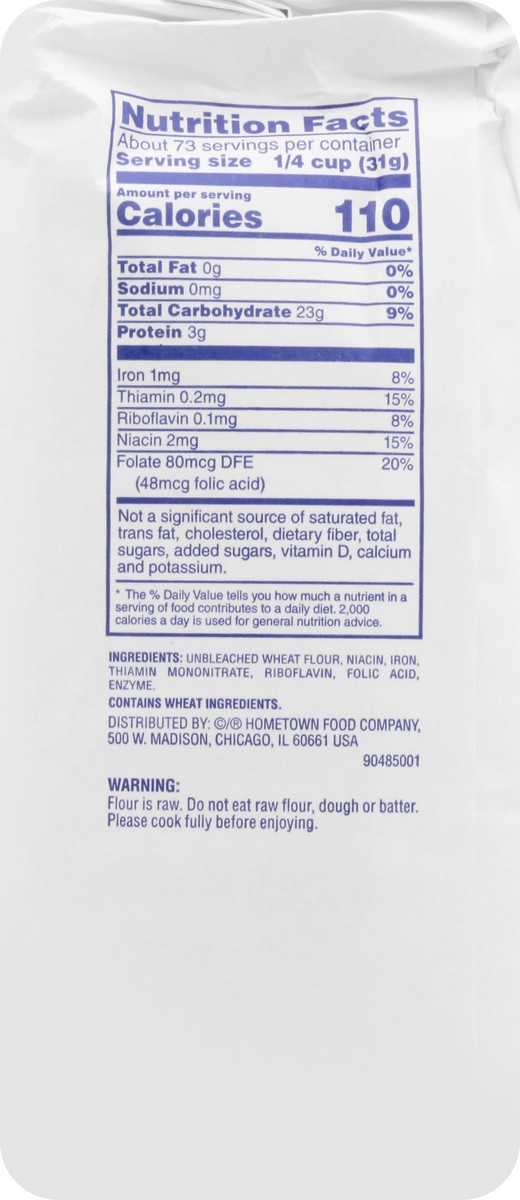 Nutrition Facts
About 73 servings per container
Serving size 1/4 cup (31g)
Amount per serving
Calories 110
% Daily Value*
Total Fat 0g 0%
Sodium 0mg 0%
Total Carbohydrate 23g 9%
Protein 3g
Iron 1mg 8%
Thiamin 0.2mg 15%
Riboflavin 0.1mg 8%
Niacin 2mg 15%
Folate 80mcg DFE 20%
(48mcg folic acid)
Not a significant source of saturated fat,
trans fat, cholesterol, dietary fiber, total
sugars, added sugars, vitamin D, calcium
and potassium.
* The % Daily Value tells you how much a nutrient in a
serving of food contributes to a daily diet. 2,000
calories a day is used for general nutrition advice.
INGREDIENTS: UNBLEACHED WHEAT FLOUR, NIACIN, IRON,
THIAMIN MONONITRATE, RIBOFLAVIN, FOLIC ACID,
ENZYME.
CONTAINS WHEAT INGREDIENTS.
DISTRIBUTED BY: ©/® HOMETOWN FOOD COMPANY,
500 W. MADISON, CHICAGO, IL 60661 USA
90485001
WARNING:
Flour is raw. Do not eat raw flour, dough or batter.
Please cook fully before enjoying.